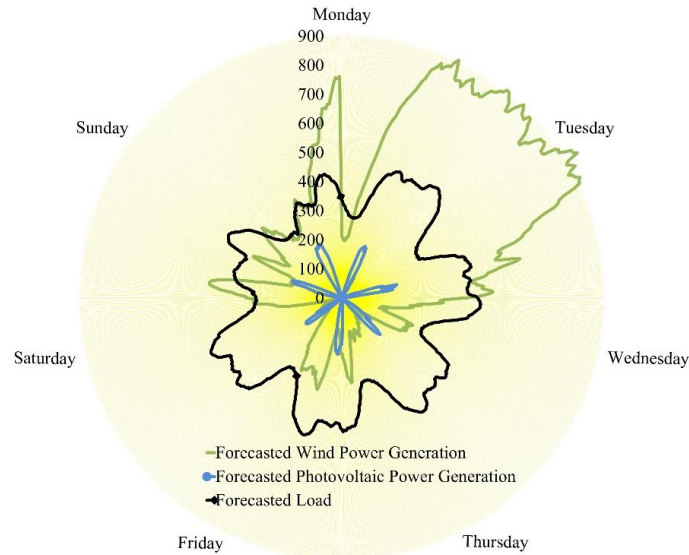 Monday
900
800
700
600
500
400
300
200
100
0
Sunday
Tuesday
Saturday
Wednesday
Friday
Thursday
Forecasted Wind Power Generation
Forecasted Photovoltaic Power Generation
Forecasted Load